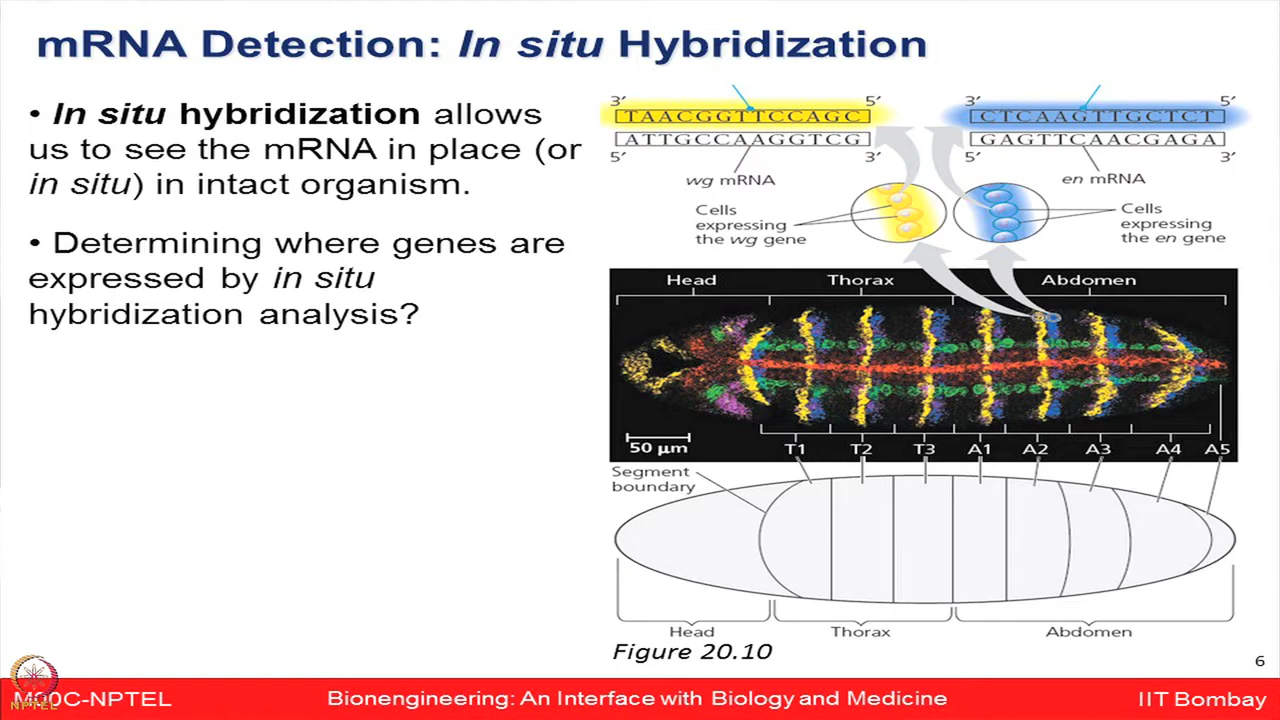 mRNA Detection: In situ Hybridization
• In situ hybridization allows
us to see the mRNA in place (or
in situ) in intact organism.
• Determining where genes are
expressed by in situ
hybridization analysis?
3′ 5′
TAACGGTTCCAGC
ATTGCCAAGGTCG
5′ 3′
wg mRNA
3′ 5′
CTCAAGTTGCTCT
GAGTTCAACGAGA
5′ 3′
en mRNA
Cells
expressing
the wg gene
Cells
expressing
the en gene
Head Thorax Abdomen
50 µm
T1 T2 T3 A1 A2 A3 A4 A5
Segment
boundary
Head Thorax Abdomen
Figure 20.10
6
NPTEL
MOOC-NPTEL Bionengineering: An Interface with Biology and Medicine IIT Bombay